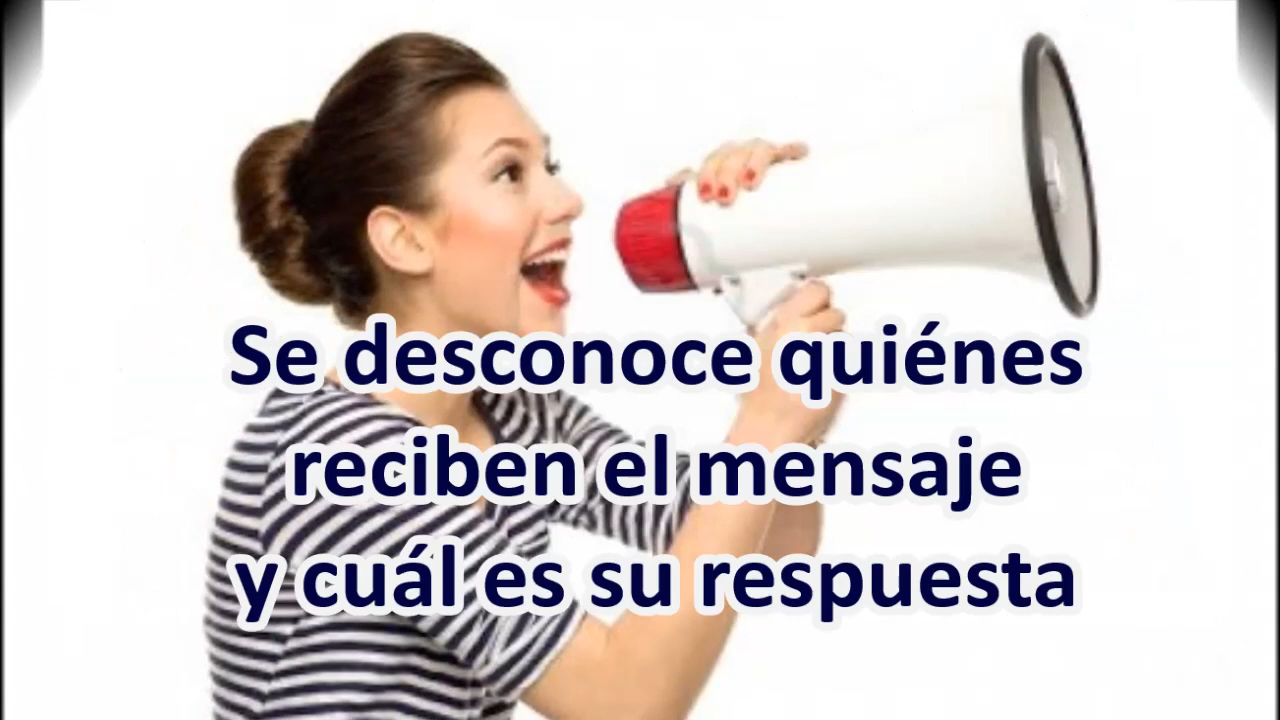 Se desconoce quiénes
reciben el mensaje
y cuál es su respuesta